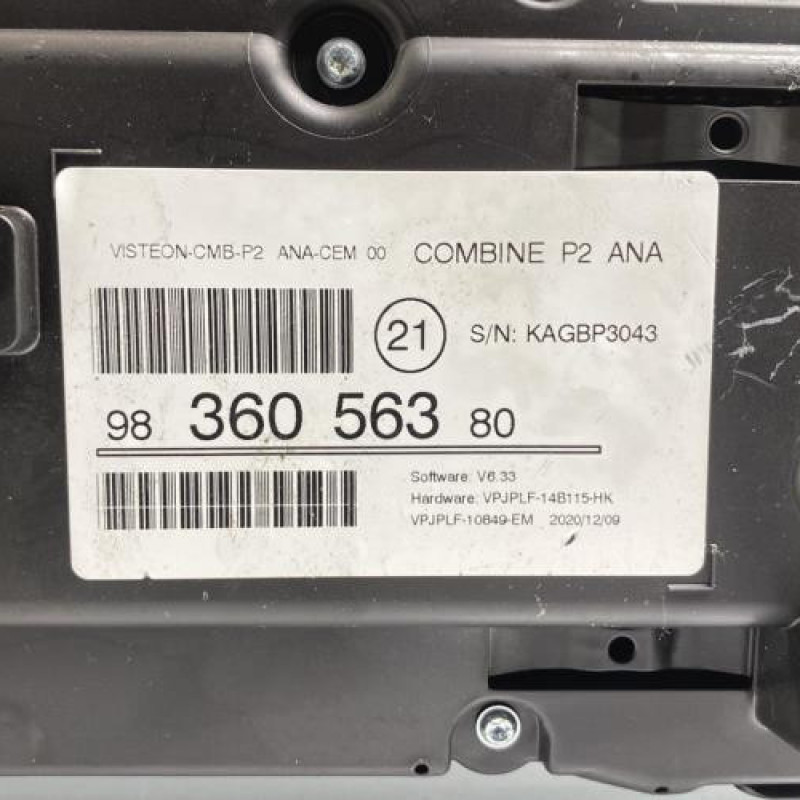 VISTEON-CMB-P2 ANA-CEM 00 COMBINE P2 ANA
21 S/N: KAGBP3043
98 360 563 80
Software: V6.33
Hardware: VPJPLF-14B115-HK
VPJPLF-10849-EM 2020/12/09